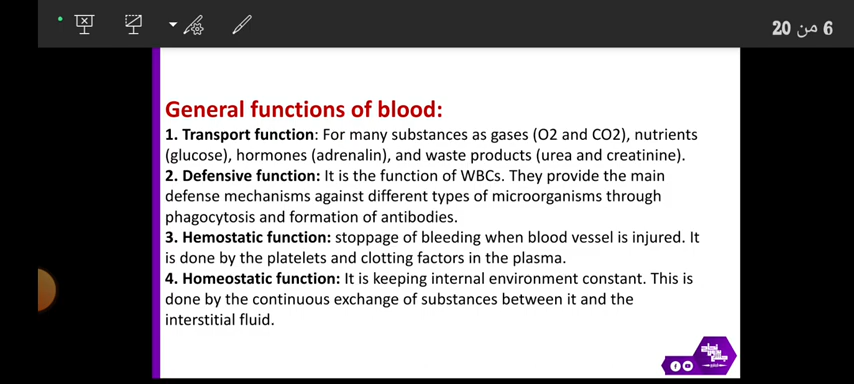 6 من 20
General functions of blood:
1. Transport function: For many substances as gases (O2 and CO2), nutrients
(glucose), hormones (adrenalin), and waste products (urea and creatinine).
2. Defensive function: It is the function of WBCs. They provide the main
defense mechanisms against different types of microorganisms through
phagocytosis and formation of antibodies.
3. Hemostatic function: stoppage of bleeding when blood vessel is injured. It
is done by the platelets and clotting factors in the plasma.
4. Homeostatic function: It is keeping internal environment constant. This is
done by the continuous exchange of substances between it and the
interstitial fluid.